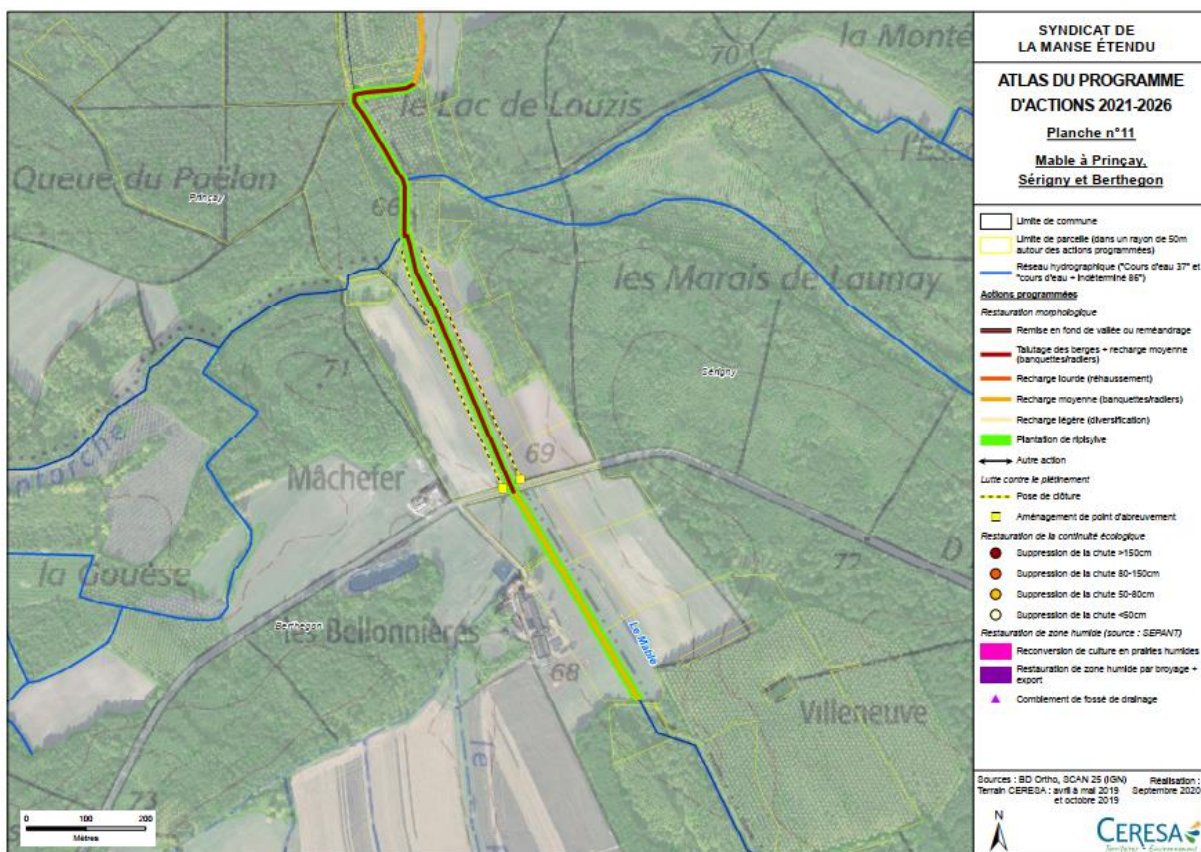 70
la Monté
le Lac de Louzis
Queue du Paëlon
Prinçay
66
les Marais de Launay
Sérigny
69
Mâcheter
la Gouëse
72
D
Berthegon
les Bellonnières
Le Mable
68
Villeneuve
73
0 100 200
Mètres
SYNDICAT DE
LA MANSE ÉTENDU
ATLAS DU PROGRAMME
D'ACTIONS 2021-2026
Planche n°11
Mable à Prinçay,
Sérigny et Berthegon
Limite de commune
Limite de parcelle (dans un rayon de 50m
autour des actions programmées)
Réseau hydrographique ("Cours d'eau 37" et
"cours d'eau + Indéterminé 86")
Actions programmées
Restauration morphologique
Remise en fond de vallée ou reméandrage
Talutage des berges + recharge moyenne
(banquettes/radiers)
Recharge lourde (réhaussement)
Recharge moyenne (banquettes/radiers)
Recharge légère (diversification)
Plantation de ripisylve
Autre action
Lutte contre le piétinement
Pose de clôture
Aménagement de point d'abreuvement
Restauration de la continuité écologique
Suppression de la chute >150cm
Suppression de la chute 80-150cm
Suppression de la chute 50-80cm
Suppression de la chute <50cm
Restauration de zone humide (source : SEPANT)
Reconversion de culture en prairies humides
Restauration de zone humide par broyage +
export
Comblement de fossé de drainage
Sources : BD Ortho, SCAN 25 (IGN)
Terrain CERESA : avril à mai 2019
et octobre 2019
Réalisation :
Septembre 2020
N
CERESA
Territoires - Environnement